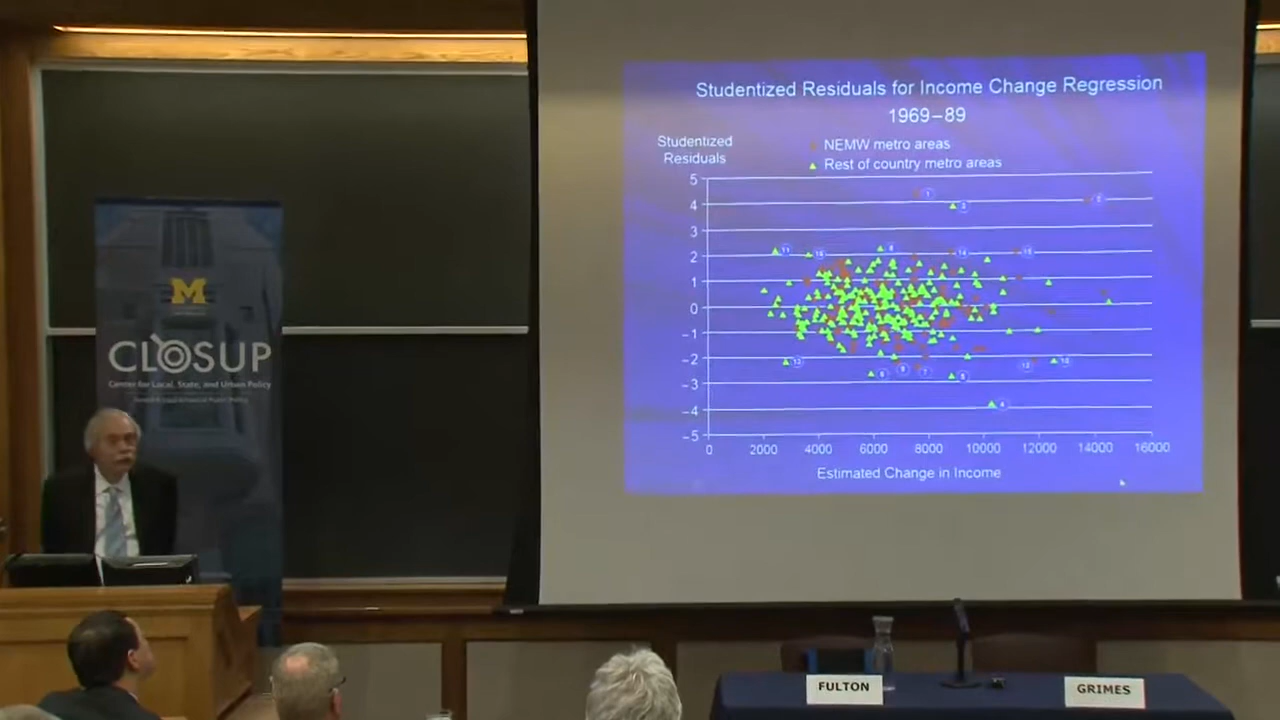 M
CLOSUP
Center for Local, State, and Urban Policy
Studentized Residuals for Income Change Regression
1969–89
Studentized
Residuals
NEMW metro areas
Rest of country metro areas
5
4
3
2
1
0
−1
−2
−3
−4
−5
0 2000 4000 6000 8000 10000 12000 14000 16000
Estimated Change in Income
FULTON
GRIMES